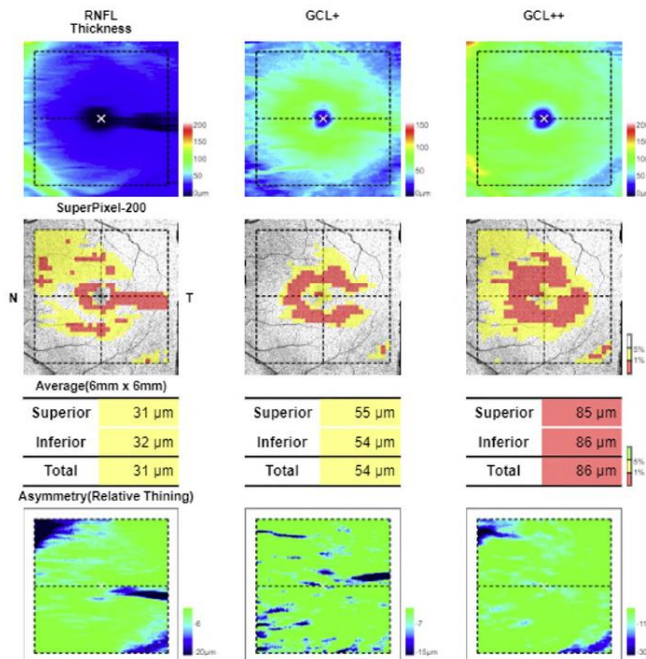 RNFL Thickness
GCL+
GCL++
200
150
100
50
0μm
150
100
50
0μm
200
150
100
50
0μm
SuperPixel-200
N
T
5%
1%
Average(6mm x 6mm)
Superior 31 μm
Inferior 32 μm
Total 31 μm
Superior 55 μm
Inferior 54 μm
Total 54 μm
Superior 85 μm
Inferior 86 μm
Total 86 μm
5%
1%
Asymmetry(Relative Thining)
-6
20μm
-7
-15μm
-11